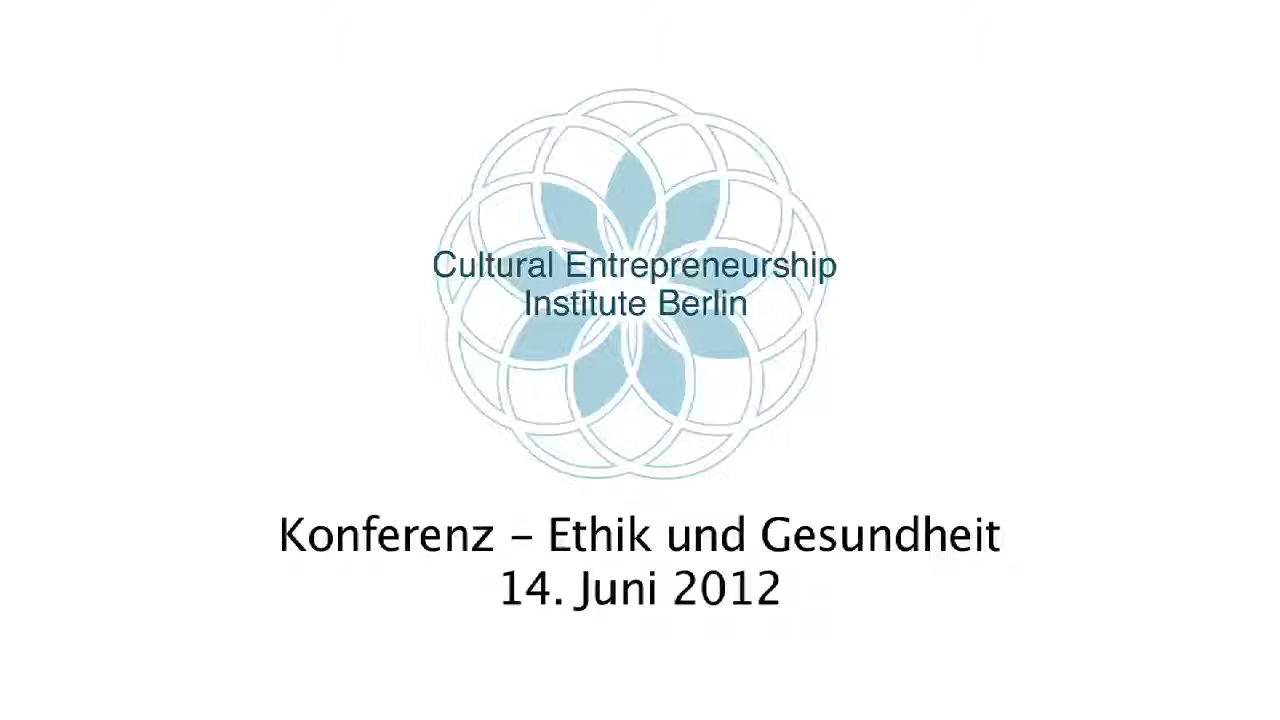 Cultural Entrepreneurship
Institute Berlin
Konferenz – Ethik und Gesundheit
14. Juni 2012